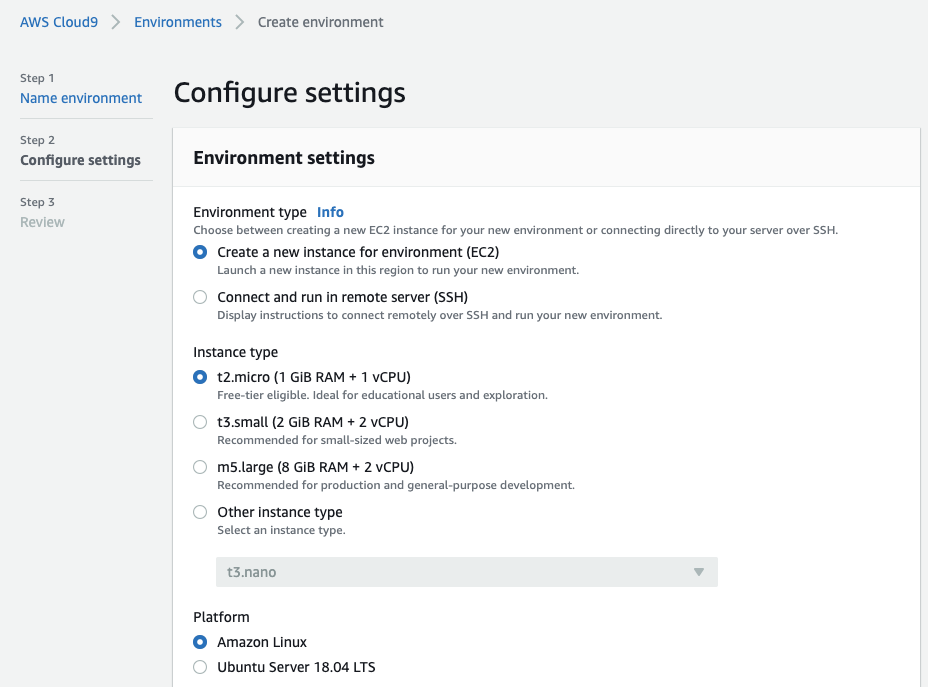 AWS Cloud9 > Environments > Create environment
Step 1
Name environment
Step 2
Configure settings
Step 3
Review
Configure settings
Environment settings
Environment type Info
Choose between creating a new EC2 instance for your new environment or connecting directly to your server over SSH.
Create a new instance for environment (EC2)
Launch a new instance in this region to run your new environment.
Connect and run in remote server (SSH)
Display instructions to connect remotely over SSH and run your new environment.
Instance type
t2.micro (1 GiB RAM + 1 vCPU)
Free-tier eligible. Ideal for educational users and exploration.
t3.small (2 GiB RAM + 2 vCPU)
Recommended for small-sized web projects.
m5.large (8 GiB RAM + 2 vCPU)
Recommended for production and general-purpose development.
Other instance type
Select an instance type.
t3.nano
Platform
Amazon Linux
Ubuntu Server 18.04 LTS